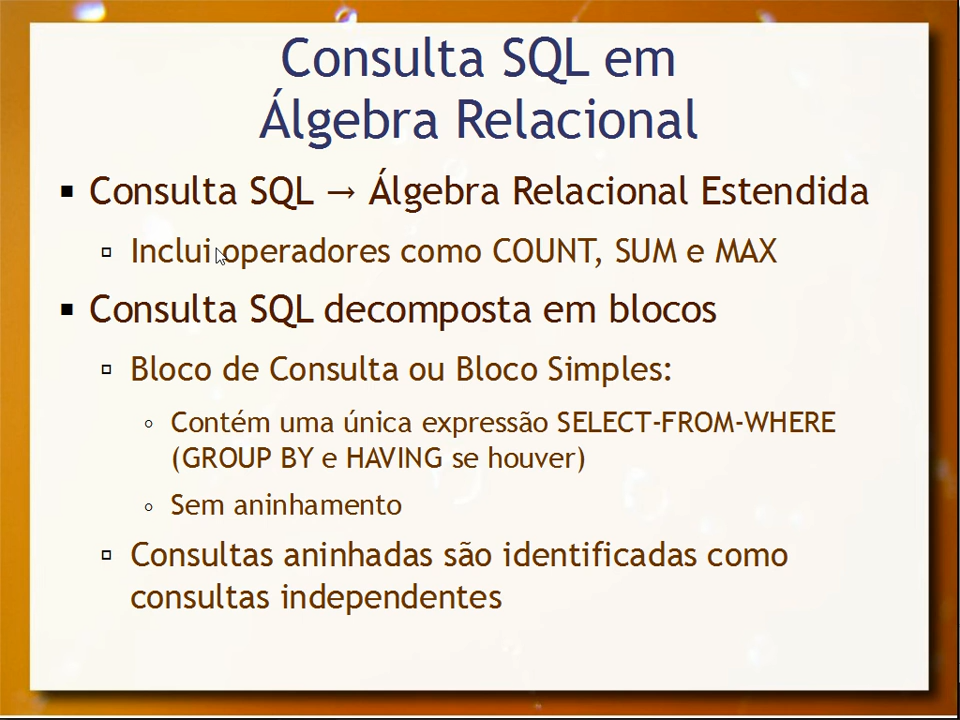 Consulta SQL em
Álgebra Relacional
Consulta SQL → Álgebra Relacional Estendida
Inclui operadores como COUNT, SUM e MAX
Consulta SQL decomposta em blocos
Bloco de Consulta ou Bloco Simples:
Contém uma única expressão SELECT-FROM-WHERE
(GROUP BY e HAVING se houver)
Sem aninhamento
Consultas aninhadas são identificadas como
consultas independentes